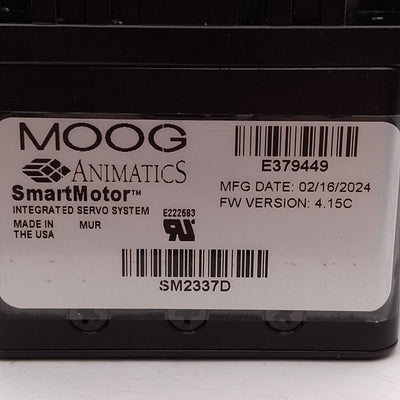 MOOG
ANIMATICS
SmartMotor™
INTEGRATED SERVO SYSTEM
MADE IN
THE USA
MUR
E222583
E379449
MFG DATE: 02/16/2024
FW VERSION: 4.15C
SM2337D